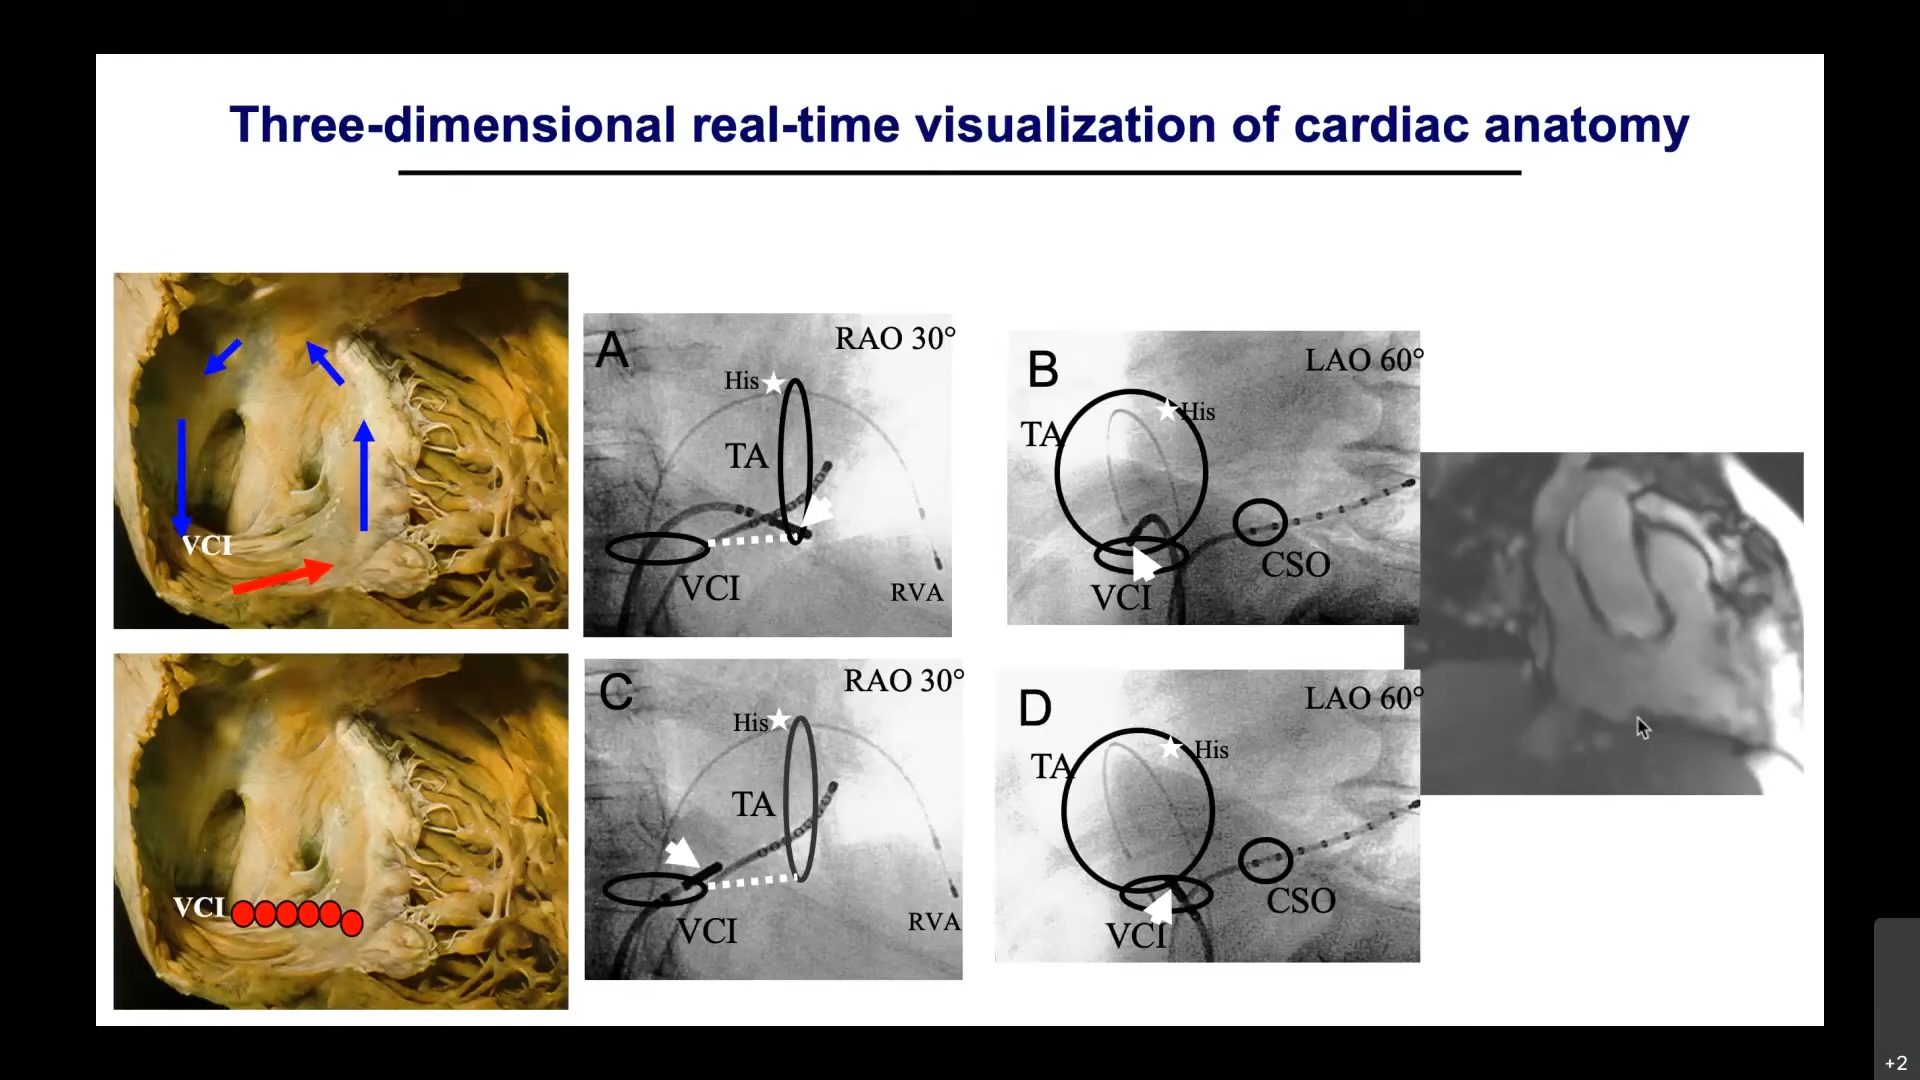 Three-dimensional real-time visualization of cardiac anatomy
VCI
A
RAO 30°
His
TA
VCI
RVA
B
LAO 60°
His
TA
CSO
VCI
VCI
C
RAO 30°
His
TA
VCI
RVA
D
LAO 60°
His
TA
CSO
VCI
+2